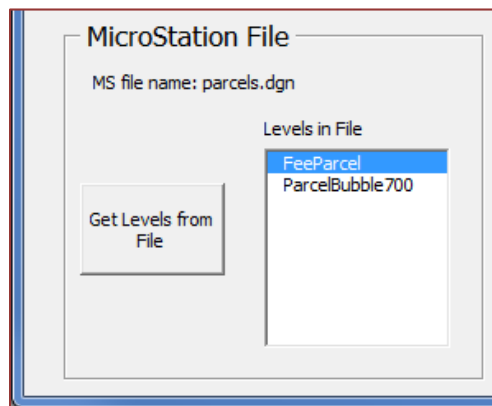 MicroStation File
MS file name: parcels.dgn
Levels in File
FeeParcel
ParcelBubble700
Get Levels from
File